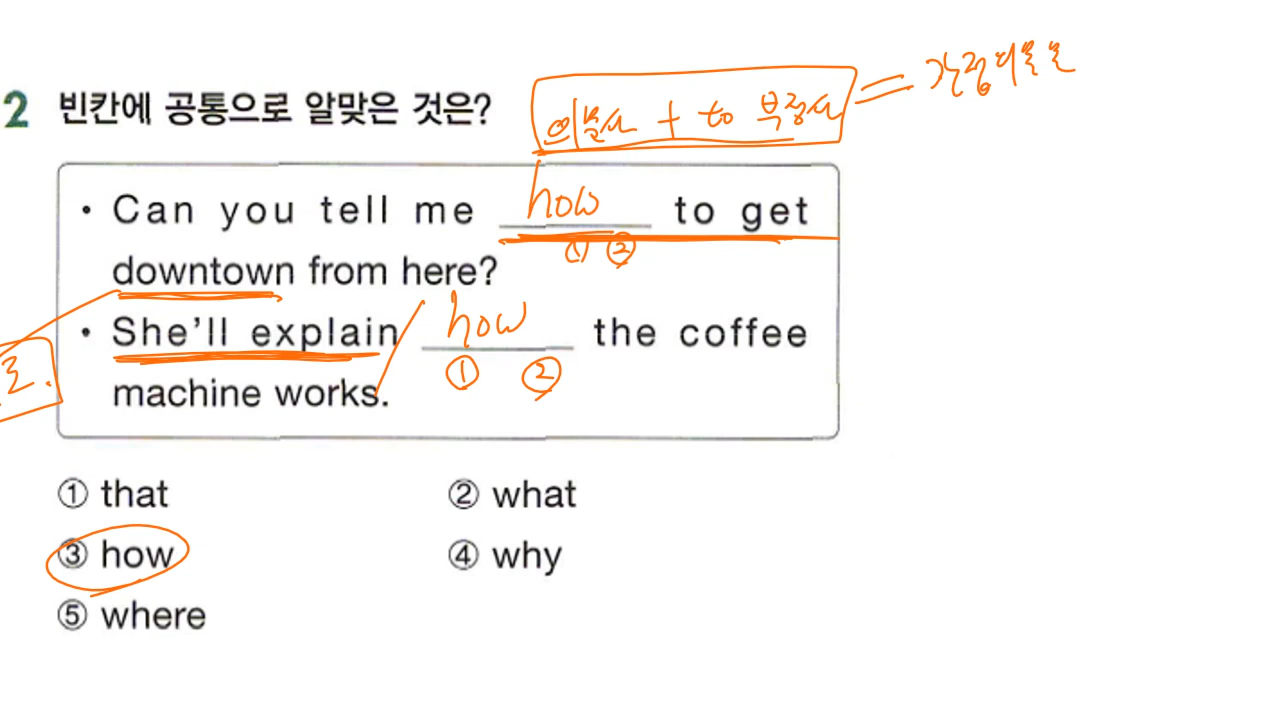 2 빈칸에 공통으로 알맞은 것은?
의문사 + to 부정사 = 간접의문문
• Can you tell me how to get
① ②
downtown from here?
• She'll explain how the coffee
① ②
machine works.
① that ② what
③ how ④ why
⑤ where